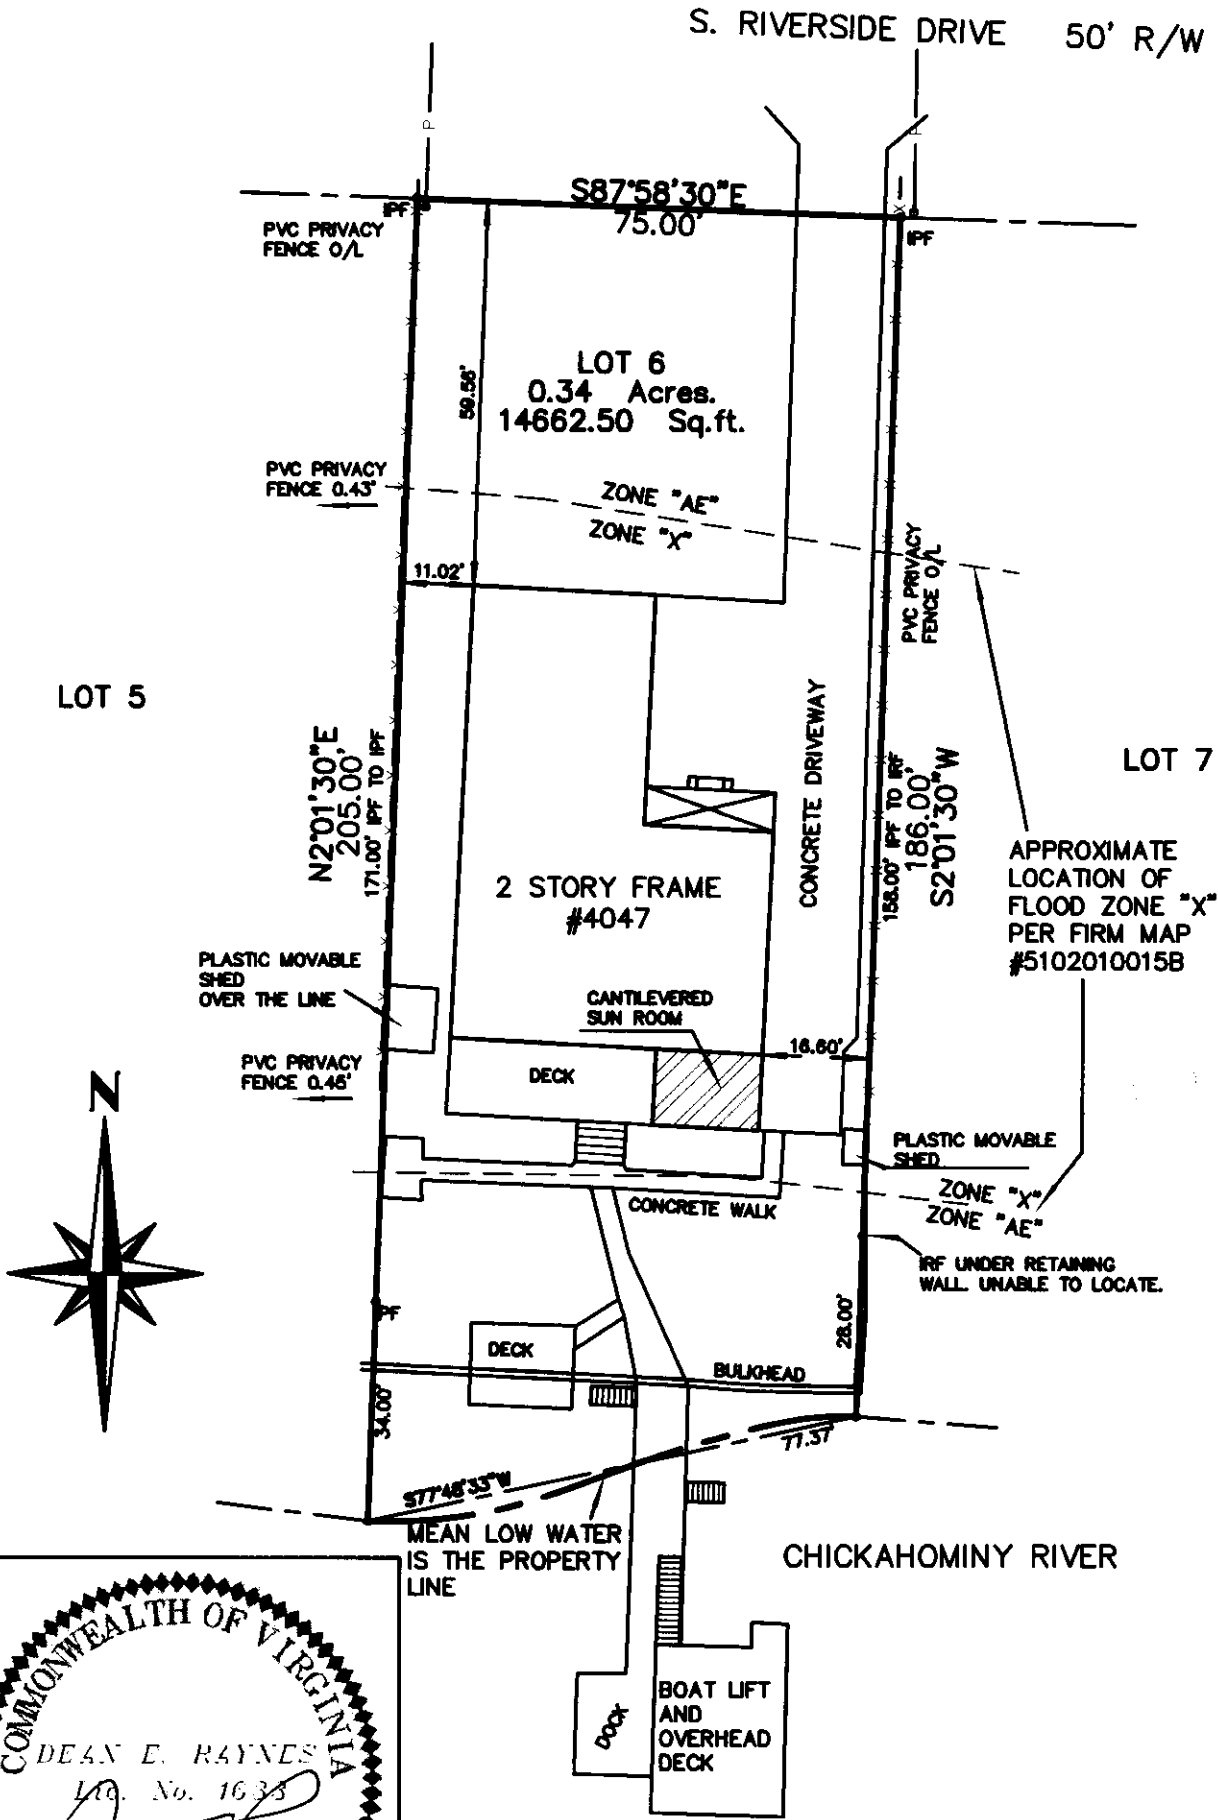 S. RIVERSIDE DRIVE 50' R/W
P
P
S87°58'30"E
75.00'
IPF
IPF
PVC PRIVACY
FENCE O/L
59.56'
LOT 6
0.34 Acres.
14662.50 Sq.ft.
PVC PRIVACY
FENCE 0.43'
ZONE "AE"
ZONE "X"
11.02'
PVC PRIVACY
FENCE O/L
LOT 5
LOT 7
N2°01'30"E
205.00'
171.00' IPF TO IPF
CONCRETE DRIVEWAY
158.00' IPF TO IRF
186.00'
S2°01'30"W
APPROXIMATE
LOCATION OF
FLOOD ZONE "X"
PER FIRM MAP
#5102010015B
2 STORY FRAME
#4047
PLASTIC MOVABLE
SHED
OVER THE LINE
CANTILEVERED
SUN ROOM
16.60'
PVC PRIVACY
FENCE 0.46'
DECK
N
PLASTIC MOVABLE
SHED
ZONE "X"
ZONE "AE"
CONCRETE WALK
IRF UNDER RETAINING
WALL. UNABLE TO LOCATE.
IPF
28.00'
DECK
BULKHEAD
34.00'
77.37
S77°48'33"W
MEAN LOW WATER
IS THE PROPERTY
LINE
CHICKAHOMINY RIVER
COMMONWEALTH OF VIRGINIA
DEAN E. RAYNES
Lic. No. 1633
DOCK
BOAT LIFT
AND
OVERHEAD
DECK